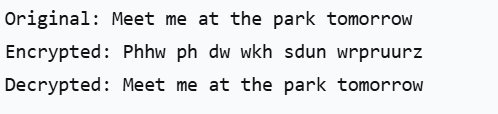 Original: Meet me at the park tomorrow
Encrypted: Phhw ph dw wkh sdun wrpruurz
Decrypted: Meet me at the park tomorrow